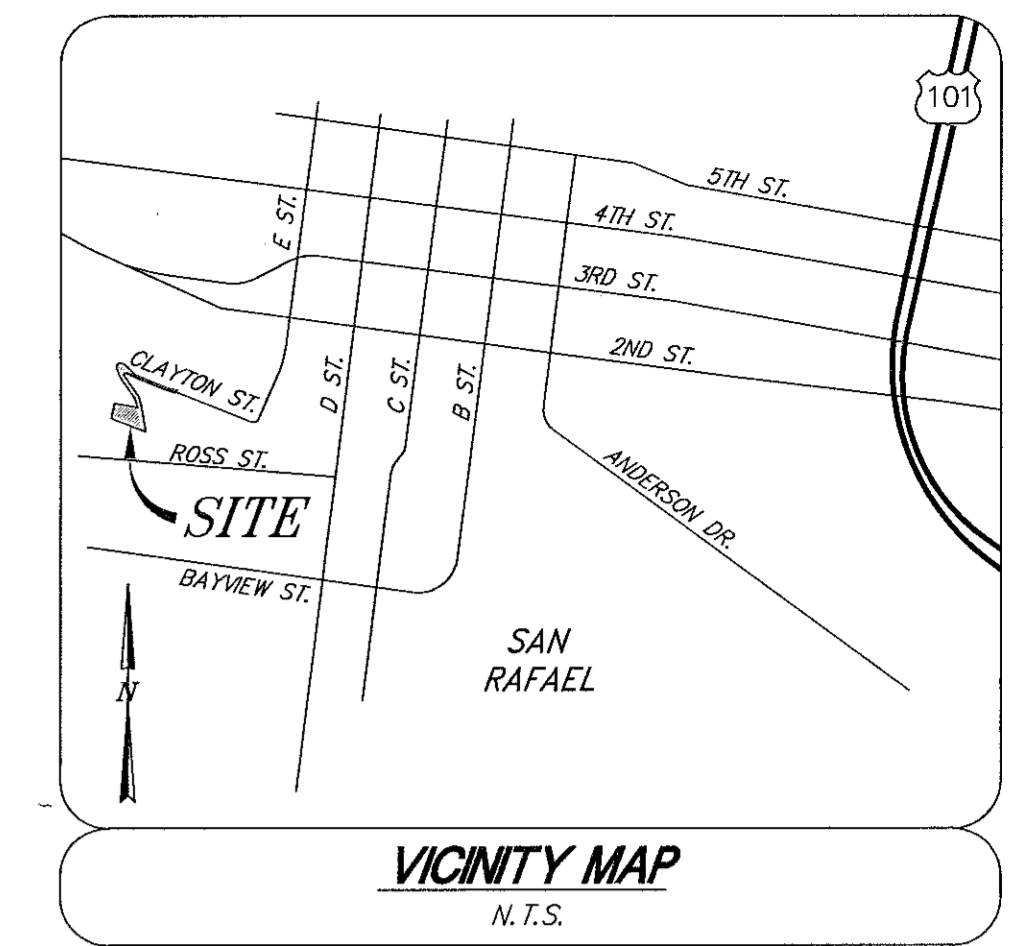 101
5TH ST.
4TH ST.
E ST.
3RD ST.
2ND ST.
CLAYTON ST.
D ST.
C ST.
B ST.
ROSS ST.
ANDERSON DR.
SITE
BAYVIEW ST.
SAN
RAFAEL
N
VICINITY MAP
N.T.S.